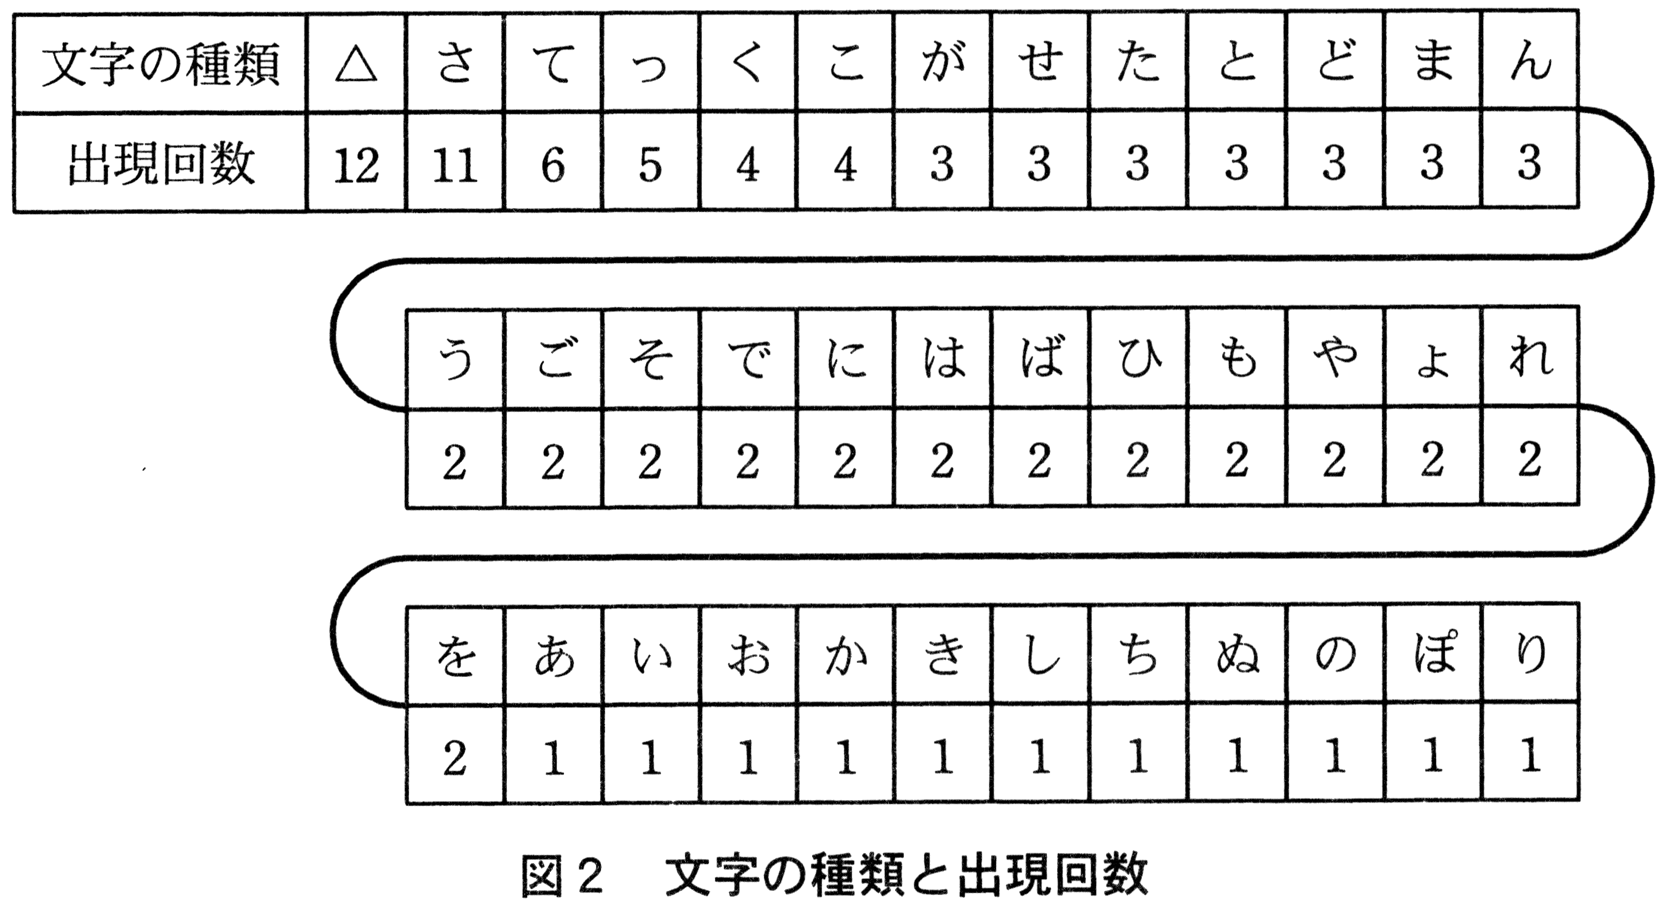 文字の種類 △ さ て っ く こ が せ た と ど ま ん
出現回数 12 11 6 5 4 4 3 3 3 3 3 3 3
う ご そ で に は ば ひ も や ょ れ
2 2 2 2 2 2 2 2 2 2 2 2
を あ い お か き し ち ぬ の ぽ り
2 1 1 1 1 1 1 1 1 1 1 1
図2 文字の種類と出現回数